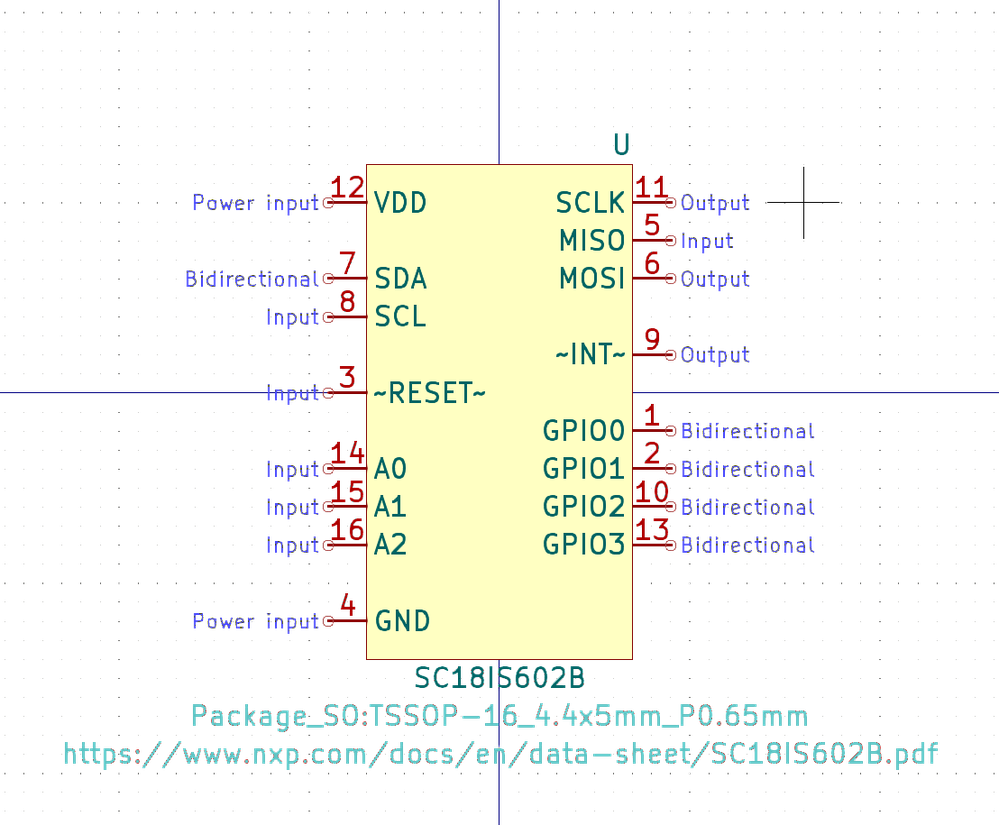 U
Power input 12 VDD SCLK 11 Output
MISO 5 Input
Bidirectional 7 SDA MOSI 6 Output
Input 8 SCL
~INT~ 9 Output
Input 3 ~RESET~
GPIO0 1 Bidirectional
Input 14 A0 GPIO1 2 Bidirectional
Input 15 A1 GPIO2 10 Bidirectional
Input 16 A2 GPIO3 13 Bidirectional
Power input 4 GND
SC18IS602B
Package_SO:TSSOP-16_4.4x5mm_P0.65mm
https://www.nxp.com/docs/en/data-sheet/SC18IS602B.pdf